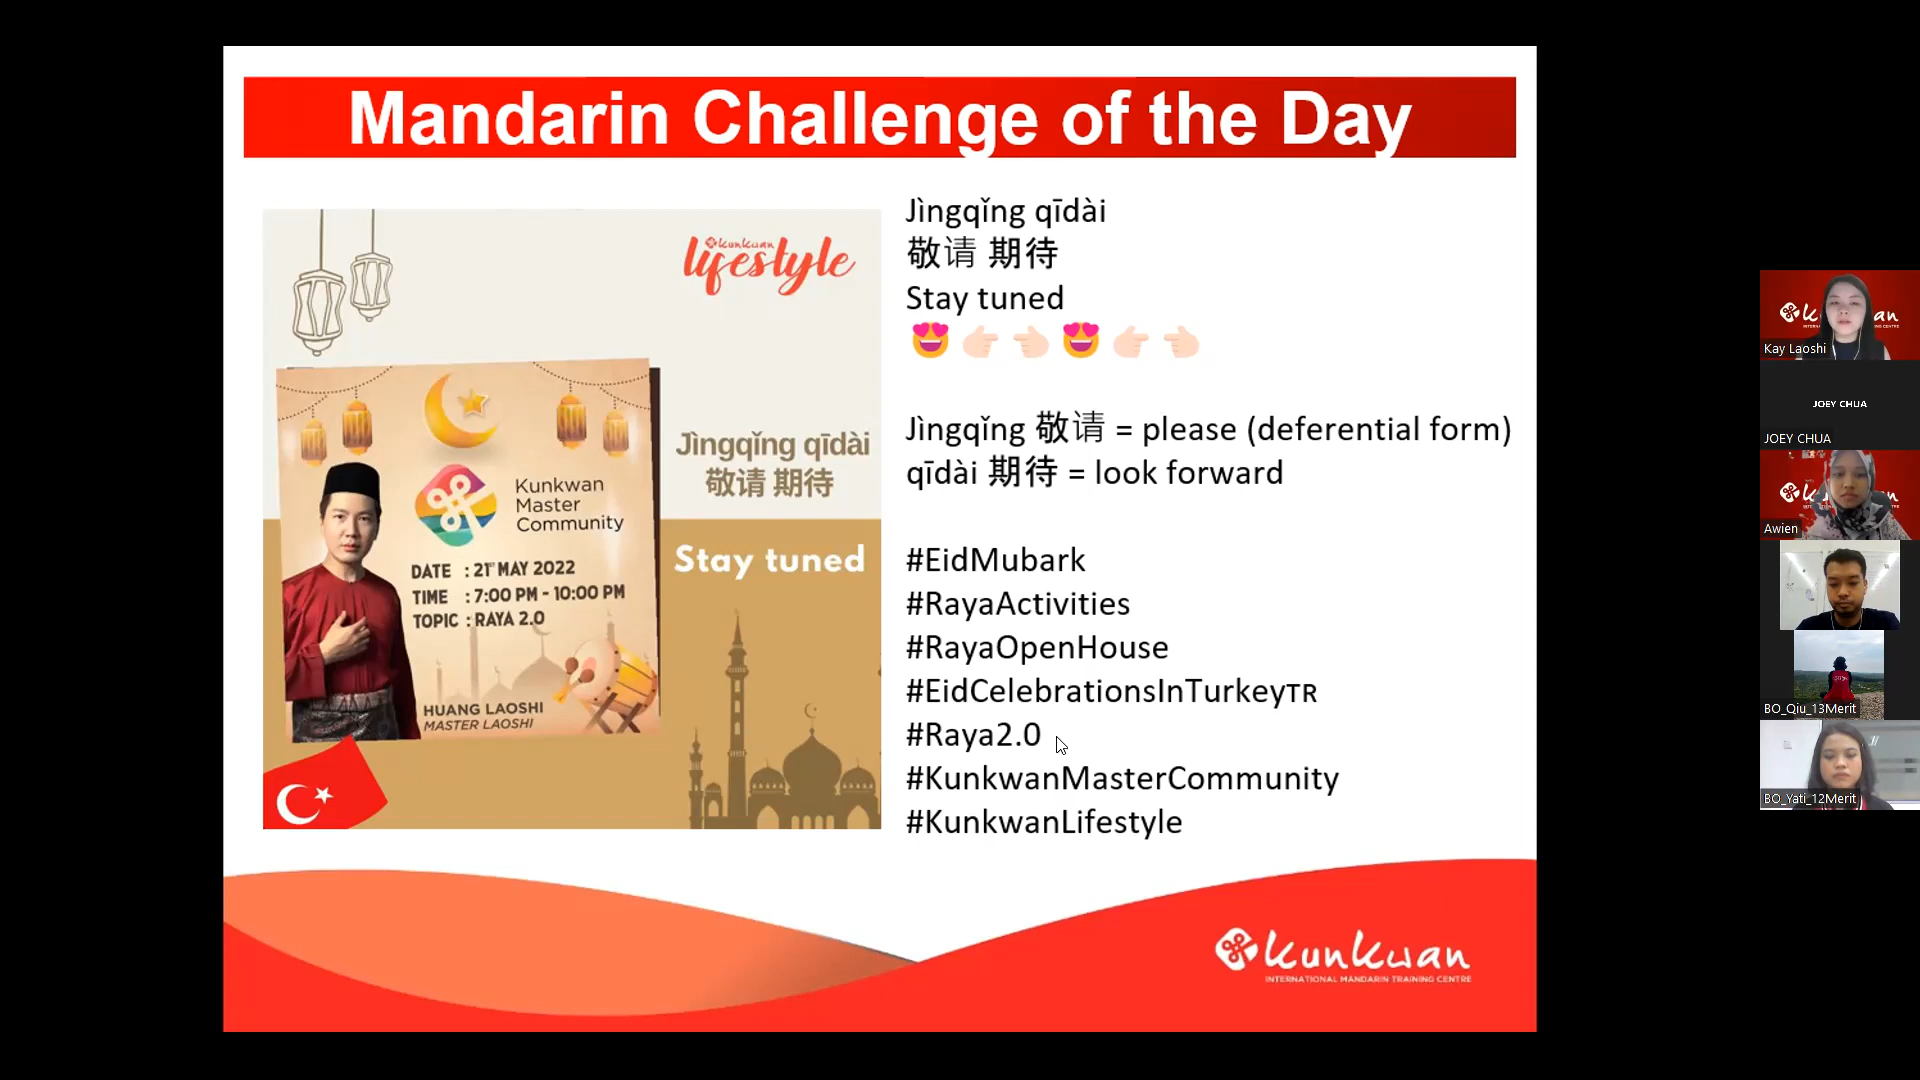 Mandarin Challenge of the Day
kunkwan
lifestyle
Kunkwan
Master
Community
DATE : 21ST MAY 2022
TIME : 7:00 PM - 10:00 PM
TOPIC : RAYA 2.0
HUANG LAOSHI
MASTER LAOSHI
Jìngqǐng qīdài
敬请 期待
Stay tuned
Jìngqǐng qīdài
敬请 期待
Stay tuned
😍👉🏻👈🏻😍👉🏻👈🏻
Jìngqǐng 敬请 = please (deferential form)
qīdài 期待 = look forward
#EidMubark
#RayaActivities
#RayaOpenHouse
#EidCelebrationsInTurkeyTR
#Raya2.0
#KunkwanMasterCommunity
#KunkwanLifestyle
kunkwan
INTERNATIONAL MANDARIN TRAINING CENTRE
Kay Laoshi
JOEY CHUA
JOEY CHUA
Awien
BO_Qiu_13Merit
BO_Yati_12Merit